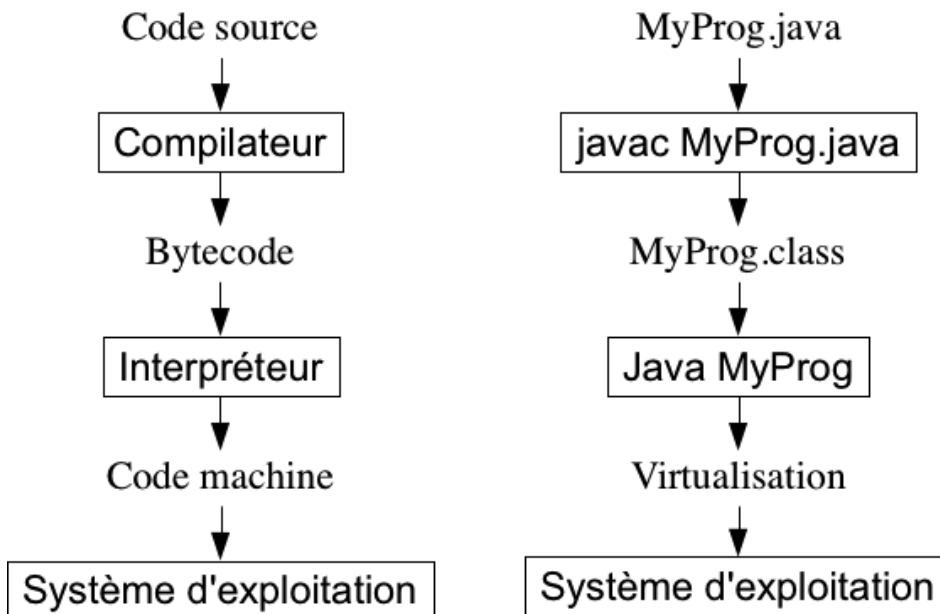 Code source
Compilateur
Bytecode
Interpréteur
Code machine
Système d'exploitation
MyProg.java
javac MyProg.java
MyProg.class
Java MyProg
Virtualisation
Système d'exploitation